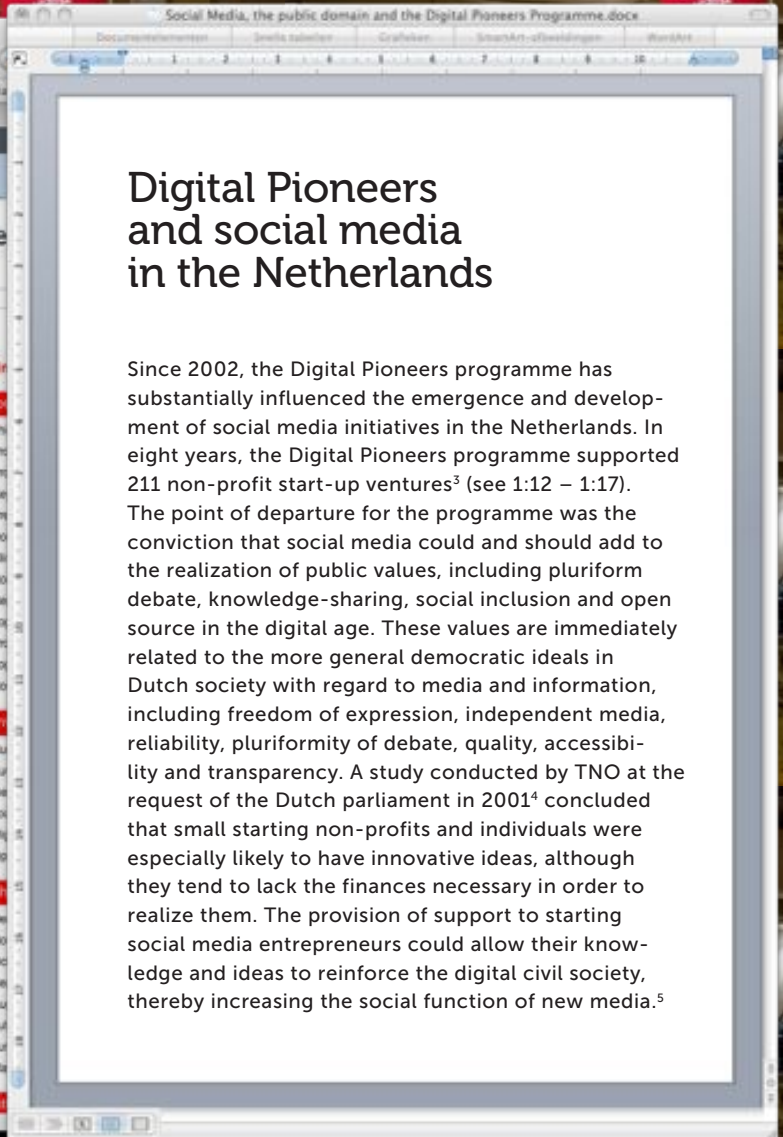 Social Media, the public domain and the Digital Pioneers Programme.docx
Documentelementen Snelle tabellen Grafieken SmartArt-afbeeldingen WordArt
Digital Pioneers
and social media
in the Netherlands
Since 2002, the Digital Pioneers programme has
substantially influenced the emergence and develop-
ment of social media initiatives in the Netherlands. In
eight years, the Digital Pioneers programme supported
211 non-profit start-up ventures³ (see 1:12 – 1:17).
The point of departure for the programme was the
conviction that social media could and should add to
the realization of public values, including pluriform
debate, knowledge-sharing, social inclusion and open
source in the digital age. These values are immediately
related to the more general democratic ideals in
Dutch society with regard to media and information,
including freedom of expression, independent media,
reliability, pluriformity of debate, quality, accessibi-
lity and transparency. A study conducted by TNO at the
request of the Dutch parliament in 2001⁴ concluded
that small starting non-profits and individuals were
especially likely to have innovative ideas, although
they tend to lack the finances necessary in order to
realize them. The provision of support to starting
social media entrepreneurs could allow their know-
ledge and ideas to reinforce the digital civil society,
thereby increasing the social function of new media.⁵